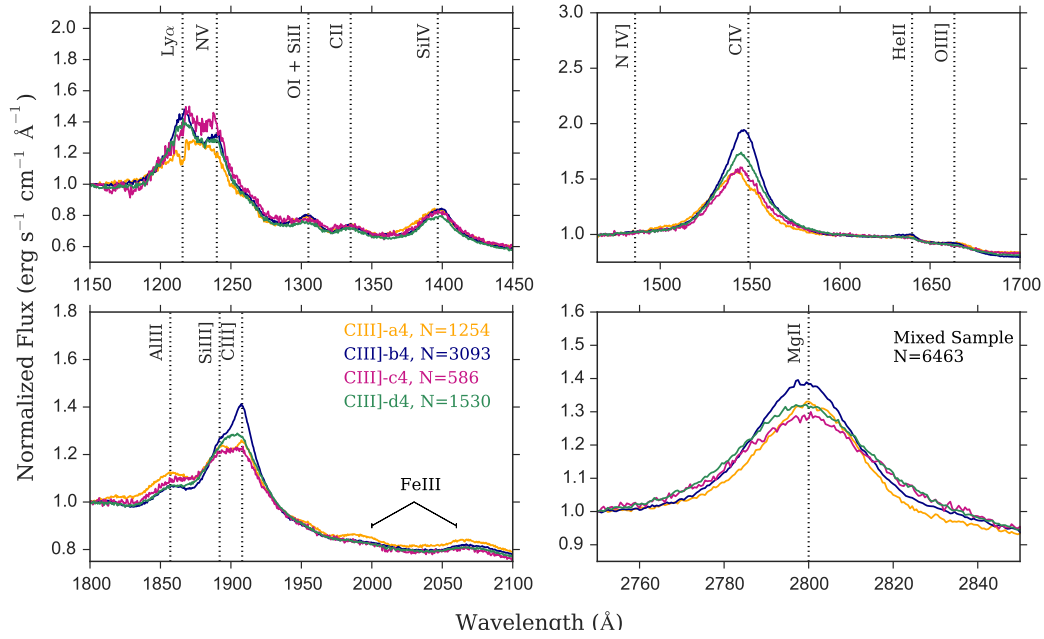 Normalized Flux (erg s⁻¹ cm⁻¹ Å⁻¹)
Lyα
NV
OI + SiII
CII
SiIV
2.0
1.8
1.6
1.4
1.2
1.0
0.8
0.6
1150 1200 1250 1300 1350 1400 1450
N IV]
CIV
HeII
OIII]
3.0
2.5
2.0
1.5
1.0
1500 1550 1600 1650 1700
AlIII
SiIII]
CIII]
CIII]-a4, N=1254
CIII]-b4, N=3093
CIII]-c4, N=586
CIII]-d4, N=1530
FeIII
1.8
1.6
1.4
1.2
1.0
0.8
1800 1850 1900 1950 2000 2050 2100
MgII
Mixed Sample
N=6463
1.6
1.5
1.4
1.3
1.2
1.1
1.0
0.9
2760 2780 2800 2820 2840
Wavelength (Å)